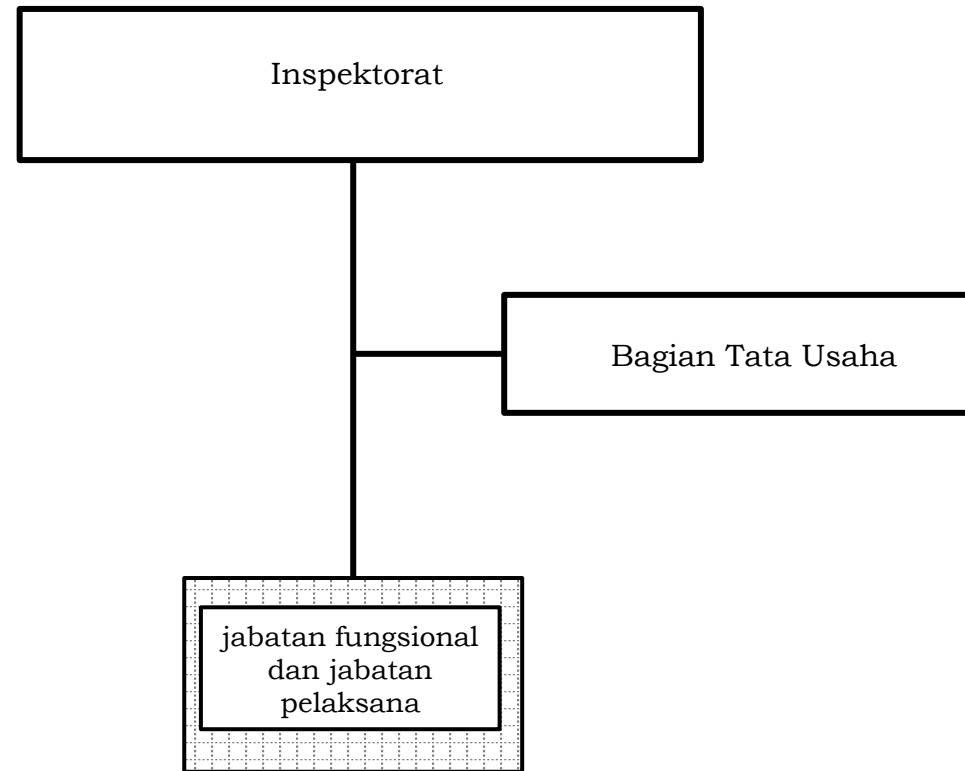 Inspektorat
Bagian Tata Usaha
jabatan fungsional
dan jabatan
pelaksana